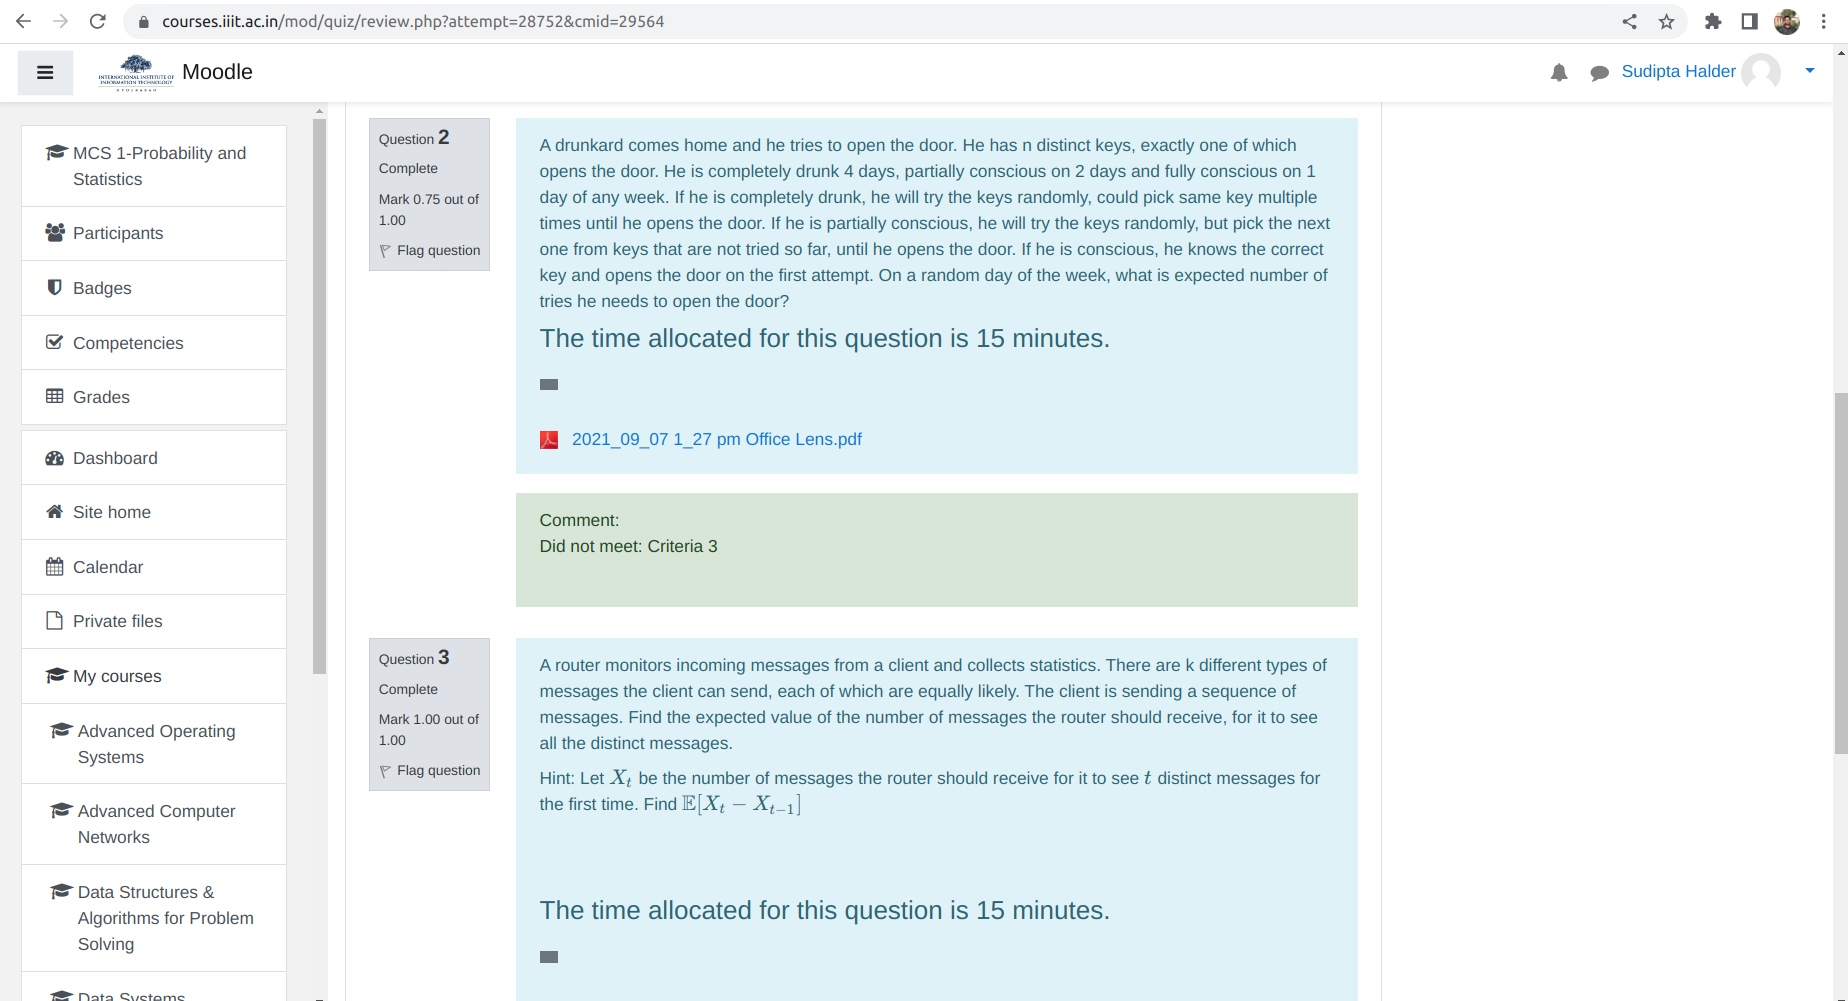 courses.iiit.ac.in/mod/quiz/review.php?attempt=28752&cmid=29564
INTERNATIONAL INSTITUTE OF
INFORMATION TECHNOLOGY
HYDERABAD
Moodle
Sudipta Halder
MCS 1-Probability and
Statistics
Participants
Badges
Competencies
Grades
Dashboard
Site home
Calendar
Private files
My courses
Advanced Operating
Systems
Advanced Computer
Networks
Data Structures &
Algorithms for Problem
Solving
Data Systems
Question 2
Complete
Mark 0.75 out of
1.00
Flag question
A drunkard comes home and he tries to open the door. He has n distinct keys, exactly one of which
opens the door. He is completely drunk 4 days, partially conscious on 2 days and fully conscious on 1
day of any week. If he is completely drunk, he will try the keys randomly, could pick same key multiple
times until he opens the door. If he is partially conscious, he will try the keys randomly, but pick the next
one from keys that are not tried so far, until he opens the door. If he is conscious, he knows the correct
key and opens the door on the first attempt. On a random day of the week, what is expected number of
tries he needs to open the door?
The time allocated for this question is 15 minutes.
2021_09_07 1_27 pm Office Lens.pdf
Comment:
Did not meet: Criteria 3
Question 3
Complete
Mark 1.00 out of
1.00
Flag question
A router monitors incoming messages from a client and collects statistics. There are k different types of
messages the client can send, each of which are equally likely. The client is sending a sequence of
messages. Find the expected value of the number of messages the router should receive, for it to see
all the distinct messages.
Hint: Let X_t be the number of messages the router should receive for it to see t distinct messages for
the first time. Find 𝔼[X_t − X_{t−1}]
The time allocated for this question is 15 minutes.